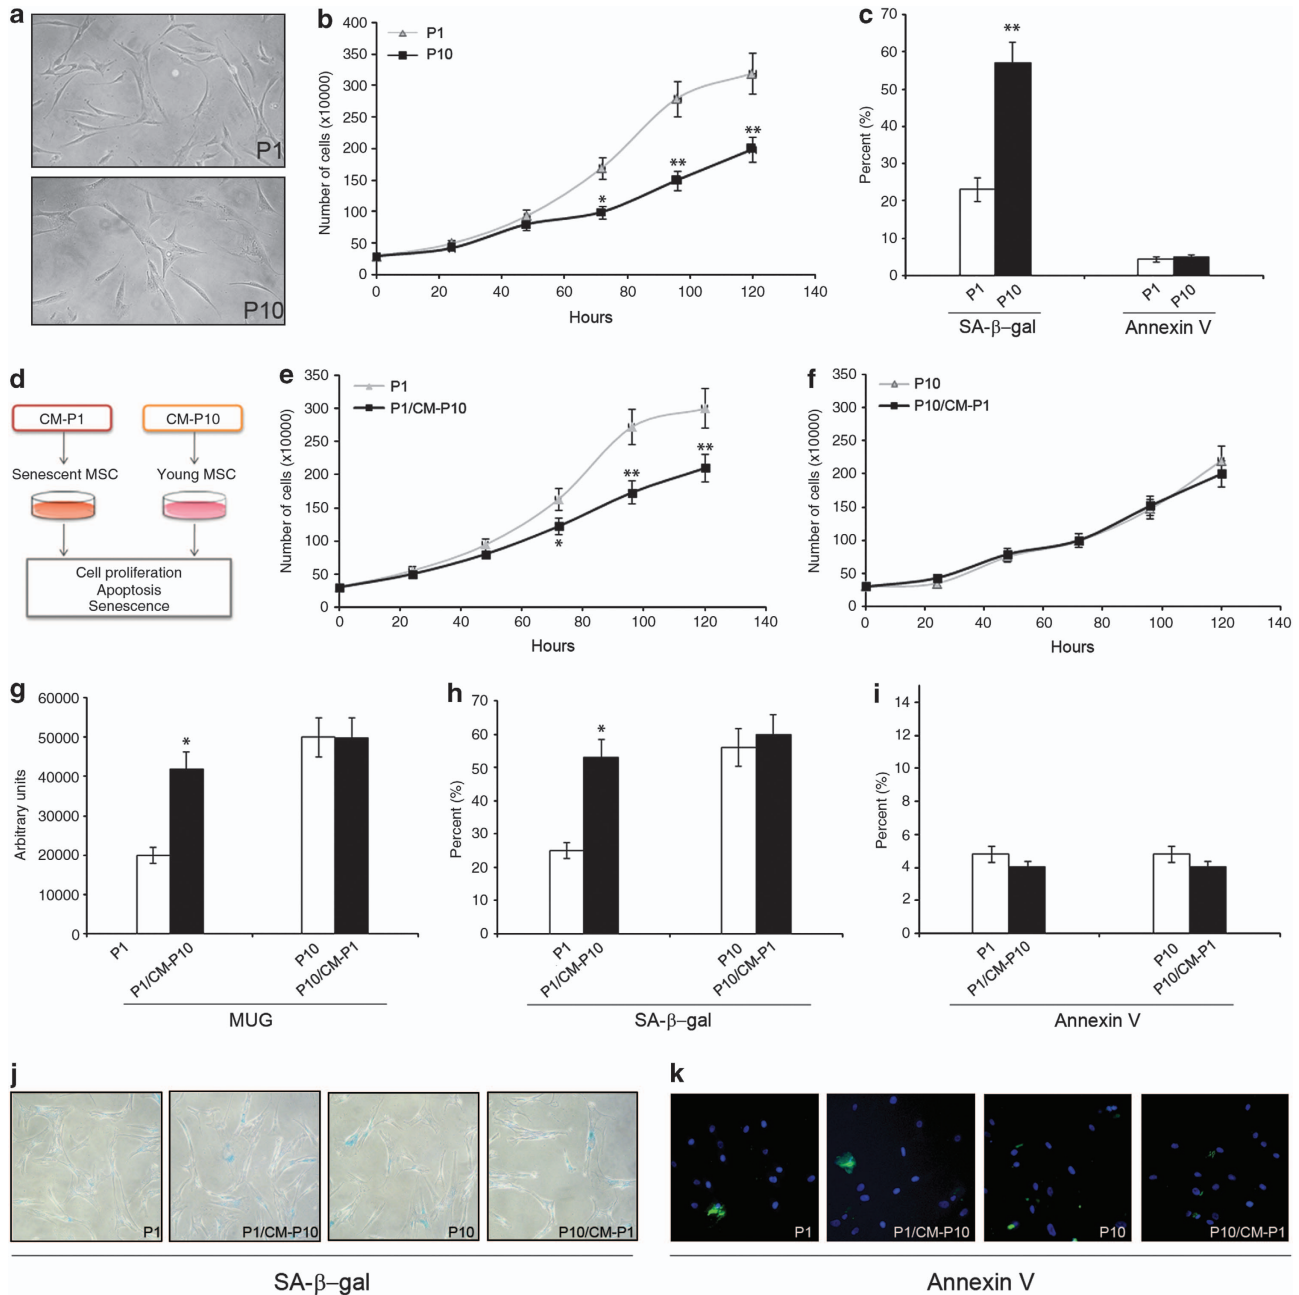 a
P1
P10
b
P1
P10
Number of cells (x10000)
400
350
300
250
200
150
100
50
0
*
**
**
0 20 40 60 80 100 120 140
Hours
c
Percent (%)
70
60
50
40
30
20
10
0
**
P1 P10 P1 P10
SA-β–gal Annexin V
d
CM-P1 CM-P10
Senescent MSC Young MSC
Cell proliferation
Apoptosis
Senescence
e
P1
P1/CM-P10
Number of cells (x10000)
350
300
250
200
150
100
50
0
*
**
**
0 20 40 60 80 100 120 140
Hours
f
P10
P10/CM-P1
Number of cells (x10000)
350
300
250
200
150
100
50
0
0 20 40 60 80 100 120 140
Hours
g
Arbitrary units
60000
50000
40000
30000
20000
10000
0
*
P1 P1/CM-P10 P10 P10/CM-P1
MUG
h
Percent (%)
70
60
50
40
30
20
10
0
*
P1 P1/CM-P10 P10 P10/CM-P1
SA-β–gal
i
Percent (%)
14
12
10
8
6
4
2
0
P1 P1/CM-P10 P10 P10/CM-P1
Annexin V
j
P1 P1/CM-P10 P10 P10/CM-P1
SA-β–gal
k
P1 P1/CM-P10 P10 P10/CM-P1
Annexin V